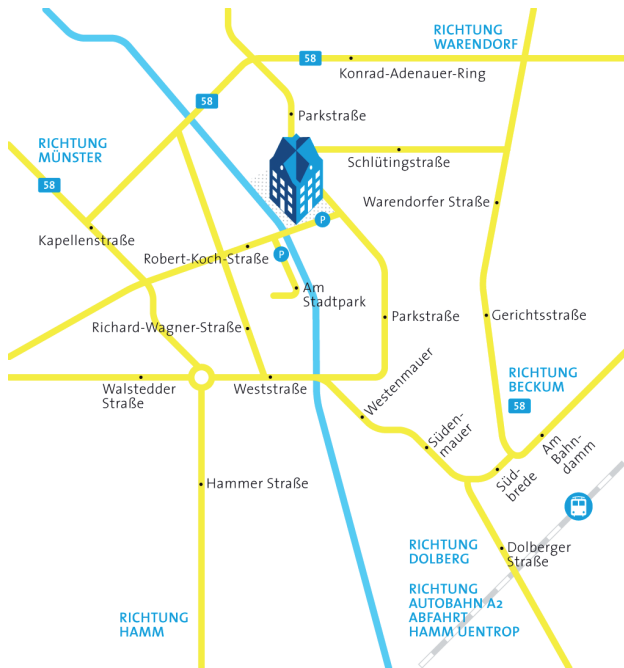 RICHTUNG
WARENDORF
58
Konrad-Adenauer-Ring
58
Parkstraße
RICHTUNG
MÜNSTER
58
Schlütingstraße
Warendorfer Straße
Kapellenstraße
P
Robert-Koch-Straße
P
Am
Stadtpark
Richard-Wagner-Straße
Parkstraße
Gerichtsstraße
RICHTUNG
BECKUM
58
Walstedder
Straße
Weststraße
Westenmauer
Süden-
mauer
Am
Bahn-
damm
Süd-
brede
Hammer Straße
RICHTUNG
DOLBERG
Dolberger
Straße
RICHTUNG
AUTOBAHN A2
ABFAHRT
HAMM UENTROP
RICHTUNG
HAMM